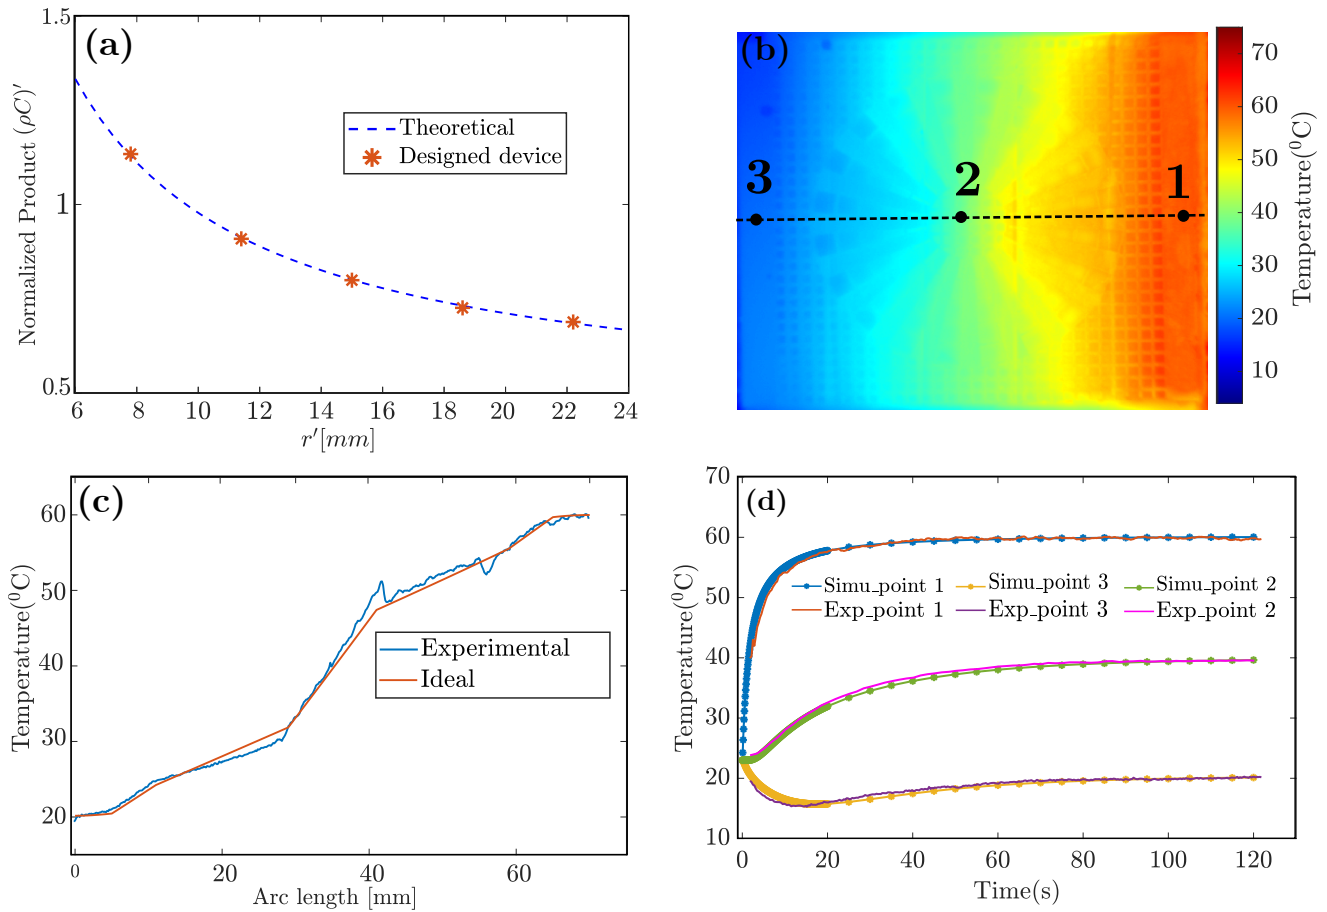 (a)
1.5
1
0.5
Normalized Product (ρC)′
Theoretical
Designed device
6 8 10 12 14 16 18 20 22 24
r′[mm]
(b)
3 2 1
70
60
50
40
30
20
10
Temperature(⁰C)
(c)
60
50
40
30
20
Temperature(⁰C)
Experimental
Ideal
0 20 40 60
Arc length [mm]
(d)
70
60
50
40
30
20
10
Temperature(⁰C)
Simu_point 1 Simu_point 3 Simu_point 2
Exp_point 1 Exp_point 3 Exp_point 2
0 20 40 60 80 100 120
Time(s)